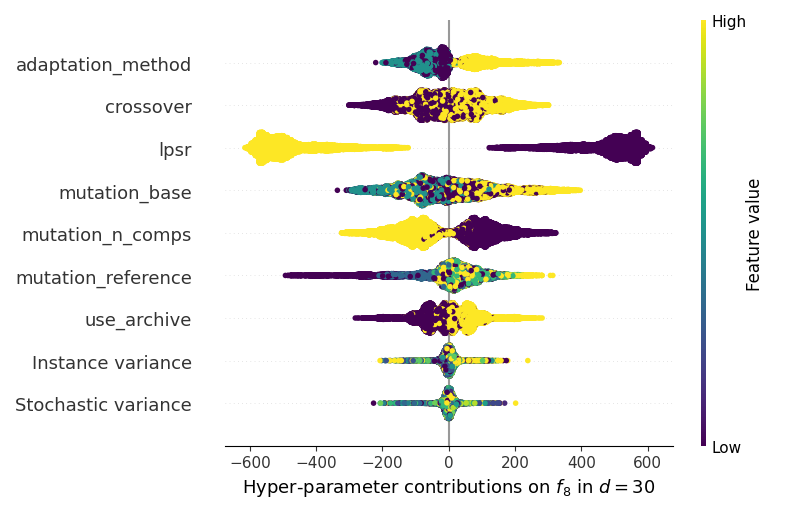 High
adaptation_method
crossover
lpsr
mutation_base
mutation_n_comps
mutation_reference
use_archive
Instance variance
Stochastic variance
Feature value
Low
−600 −400 −200 0 200 400 600
Hyper-parameter contributions on f₈ in d = 30